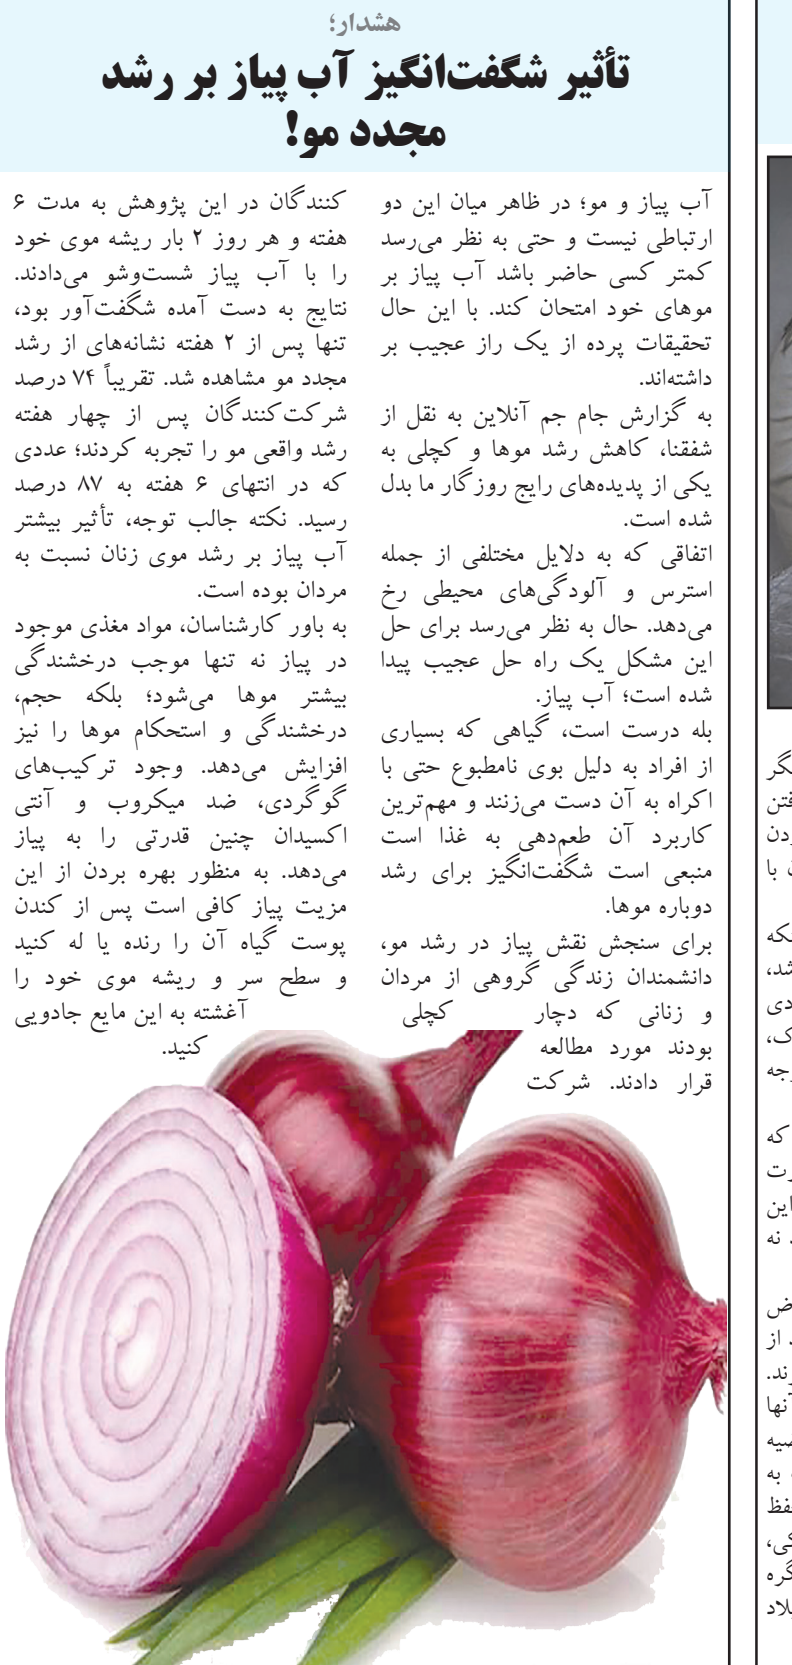 هشدار؛
تأثیر شگفت‌انگیز آب پیاز بر رشد
مجدد مو!
آب پیاز و مو؛ در ظاهر میان این دو
ارتباطی نیست و حتی به نظر می‌رسد
کمتر کسی حاضر باشد آب پیاز بر
موهای خود امتحان کند. با این حال
تحقیقات پرده از یک راز عجیب بر
داشته‌اند.
به گزارش جام جم آنلاین به نقل از
شفقنا، کاهش رشد موها و کچلی به
یکی از پدیده‌های رایج روزگار ما بدل
شده است.
اتفاقی که به دلایل مختلفی از جمله
استرس و آلودگی‌های محیطی رخ
می‌دهد. حال به نظر می‌رسد برای حل
این مشکل یک راه حل عجیب پیدا
شده است؛ آب پیاز.
بله درست است، گیاهی که بسیاری
از افراد به دلیل بوی نامطبوع حتی با
اکراه به آن دست می‌زنند و مهم‌ترین
کاربرد آن طعم‌دهی به غذا است
منبعی است شگفت‌انگیز برای رشد
دوباره موها.
برای سنجش نقش پیاز در رشد مو،
دانشمندان زندگی گروهی از مردان
و زنانی که دچار کچلی
بودند مورد مطالعه
قرار دادند. شرکت
کنندگان در این پژوهش به مدت ۶
هفته و هر روز ۲ بار ریشه موی خود
را با آب پیاز شست‌وشو می‌دادند.
نتایج به دست آمده شگفت‌آور بود،
تنها پس از ۲ هفته نشانه‌های از رشد
مجدد مو مشاهده شد. تقریباً ۷۴ درصد
شرکت‌کنندگان پس از چهار هفته
رشد واقعی مو را تجربه کردند؛ عددی
که در انتهای ۶ هفته به ۸۷ درصد
رسید. نکته جالب توجه، تأثیر بیشتر
آب پیاز بر رشد موی زنان نسبت به
مردان بوده است.
به باور کارشناسان، مواد مغذی موجود
در پیاز نه تنها موجب درخشندگی
بیشتر موها می‌شود؛ بلکه حجم،
درخشندگی و استحکام موها را نیز
افزایش می‌دهد. وجود ترکیب‌های
گوگردی، ضد میکروب و آنتی
اکسیدان چنین قدرتی را به پیاز
می‌دهد. به منظور بهره بردن از این
مزیت پیاز کافی است پس از کندن
پوست گیاه آن را رنده یا له کنید
و سطح سر و ریشه موی خود را
آغشته به این مایع جادویی
کنید.